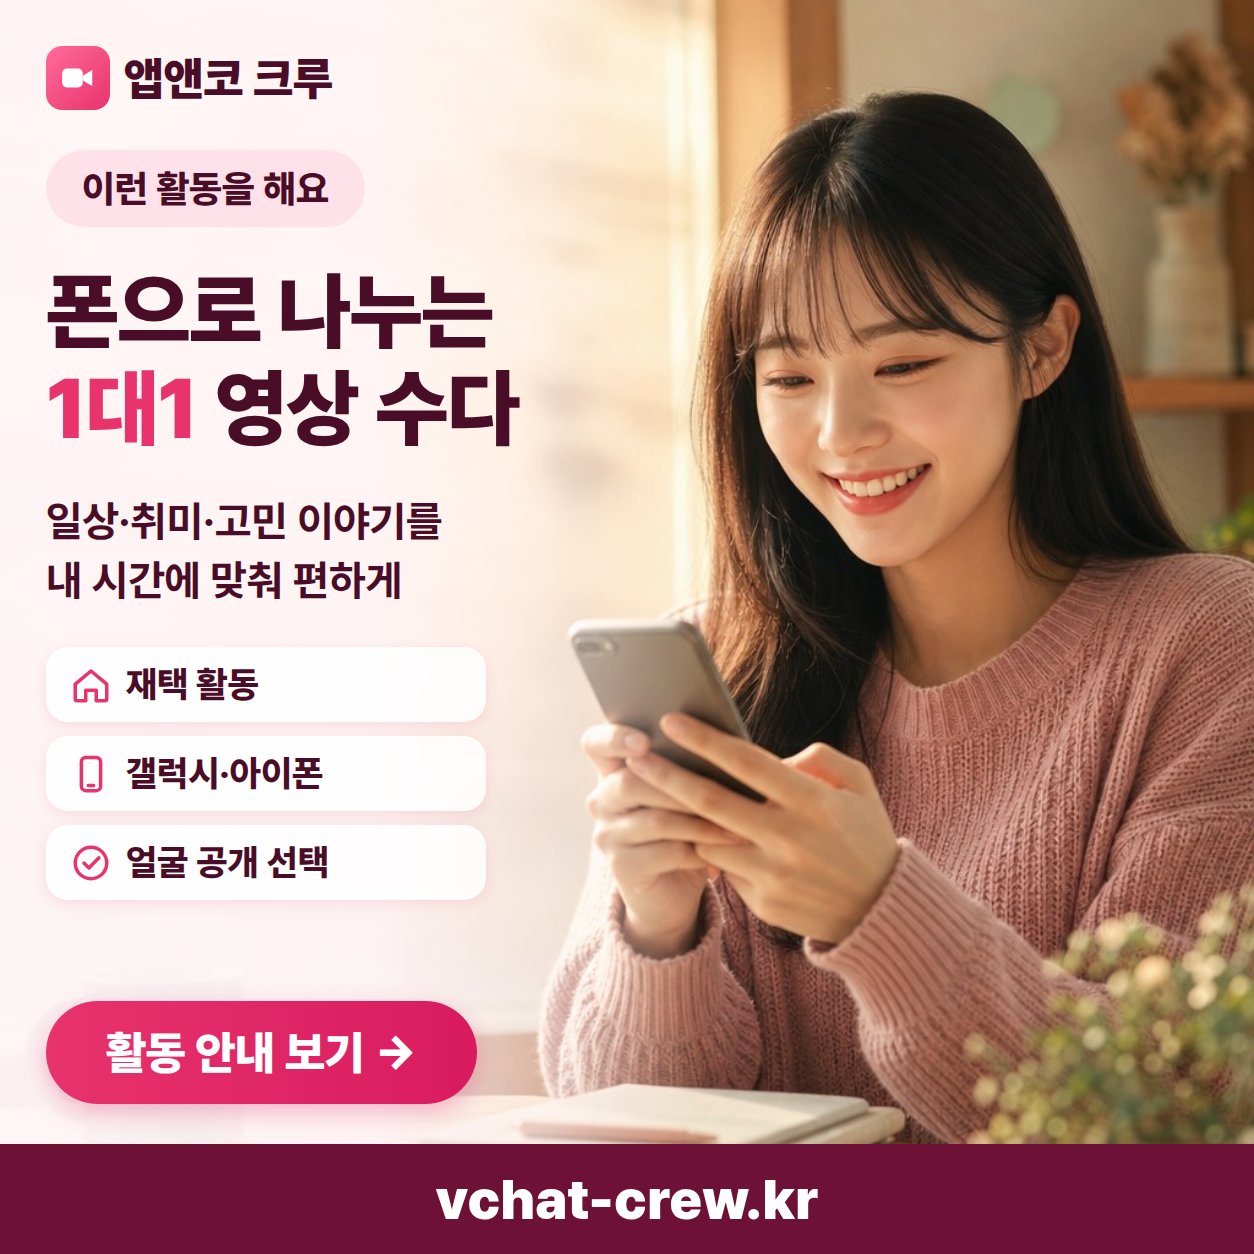 앱앤코 크루
이런 활동을 해요
폰으로 나누는
1대1 영상 수다
일상·취미·고민 이야기를
내 시간에 맞춰 편하게
재택 활동
갤럭시·아이폰
얼굴 공개 선택
활동 안내 보기 →
vchat-crew.kr